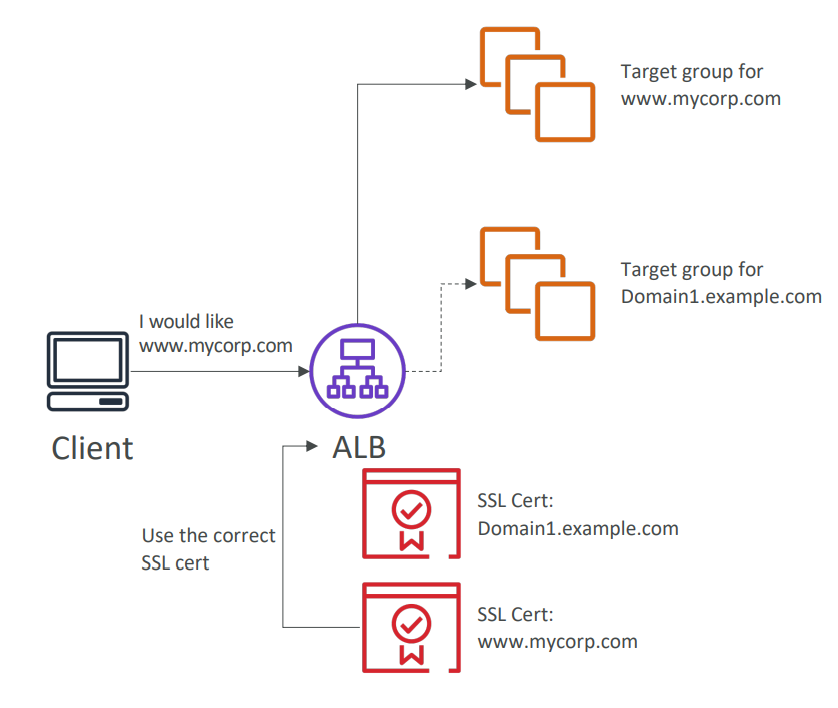 Target group for
www.mycorp.com
Target group for
Domain1.example.com
I would like
www.mycorp.com
Client
ALB
Use the correct
SSL cert
SSL Cert:
Domain1.example.com
SSL Cert:
www.mycorp.com